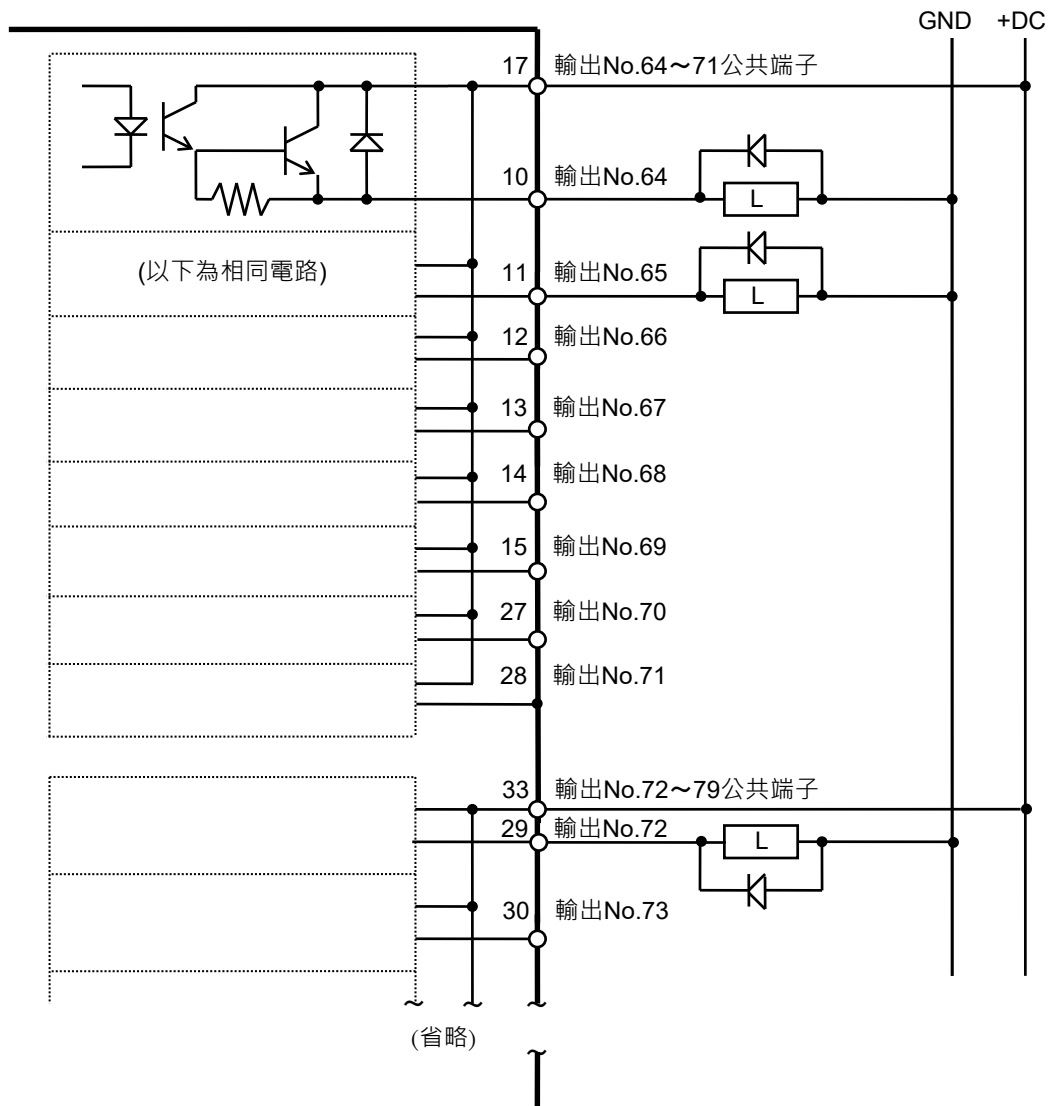 GND +DC
17 輸出No.64～71公共端子
10 輸出No.64
L
(以下為相同電路)
11 輸出No.65
L
12 輸出No.66
13 輸出No.67
14 輸出No.68
15 輸出No.69
27 輸出No.70
28 輸出No.71
33 輸出No.72～79公共端子
29 輸出No.72
L
30 輸出No.73
(省略)